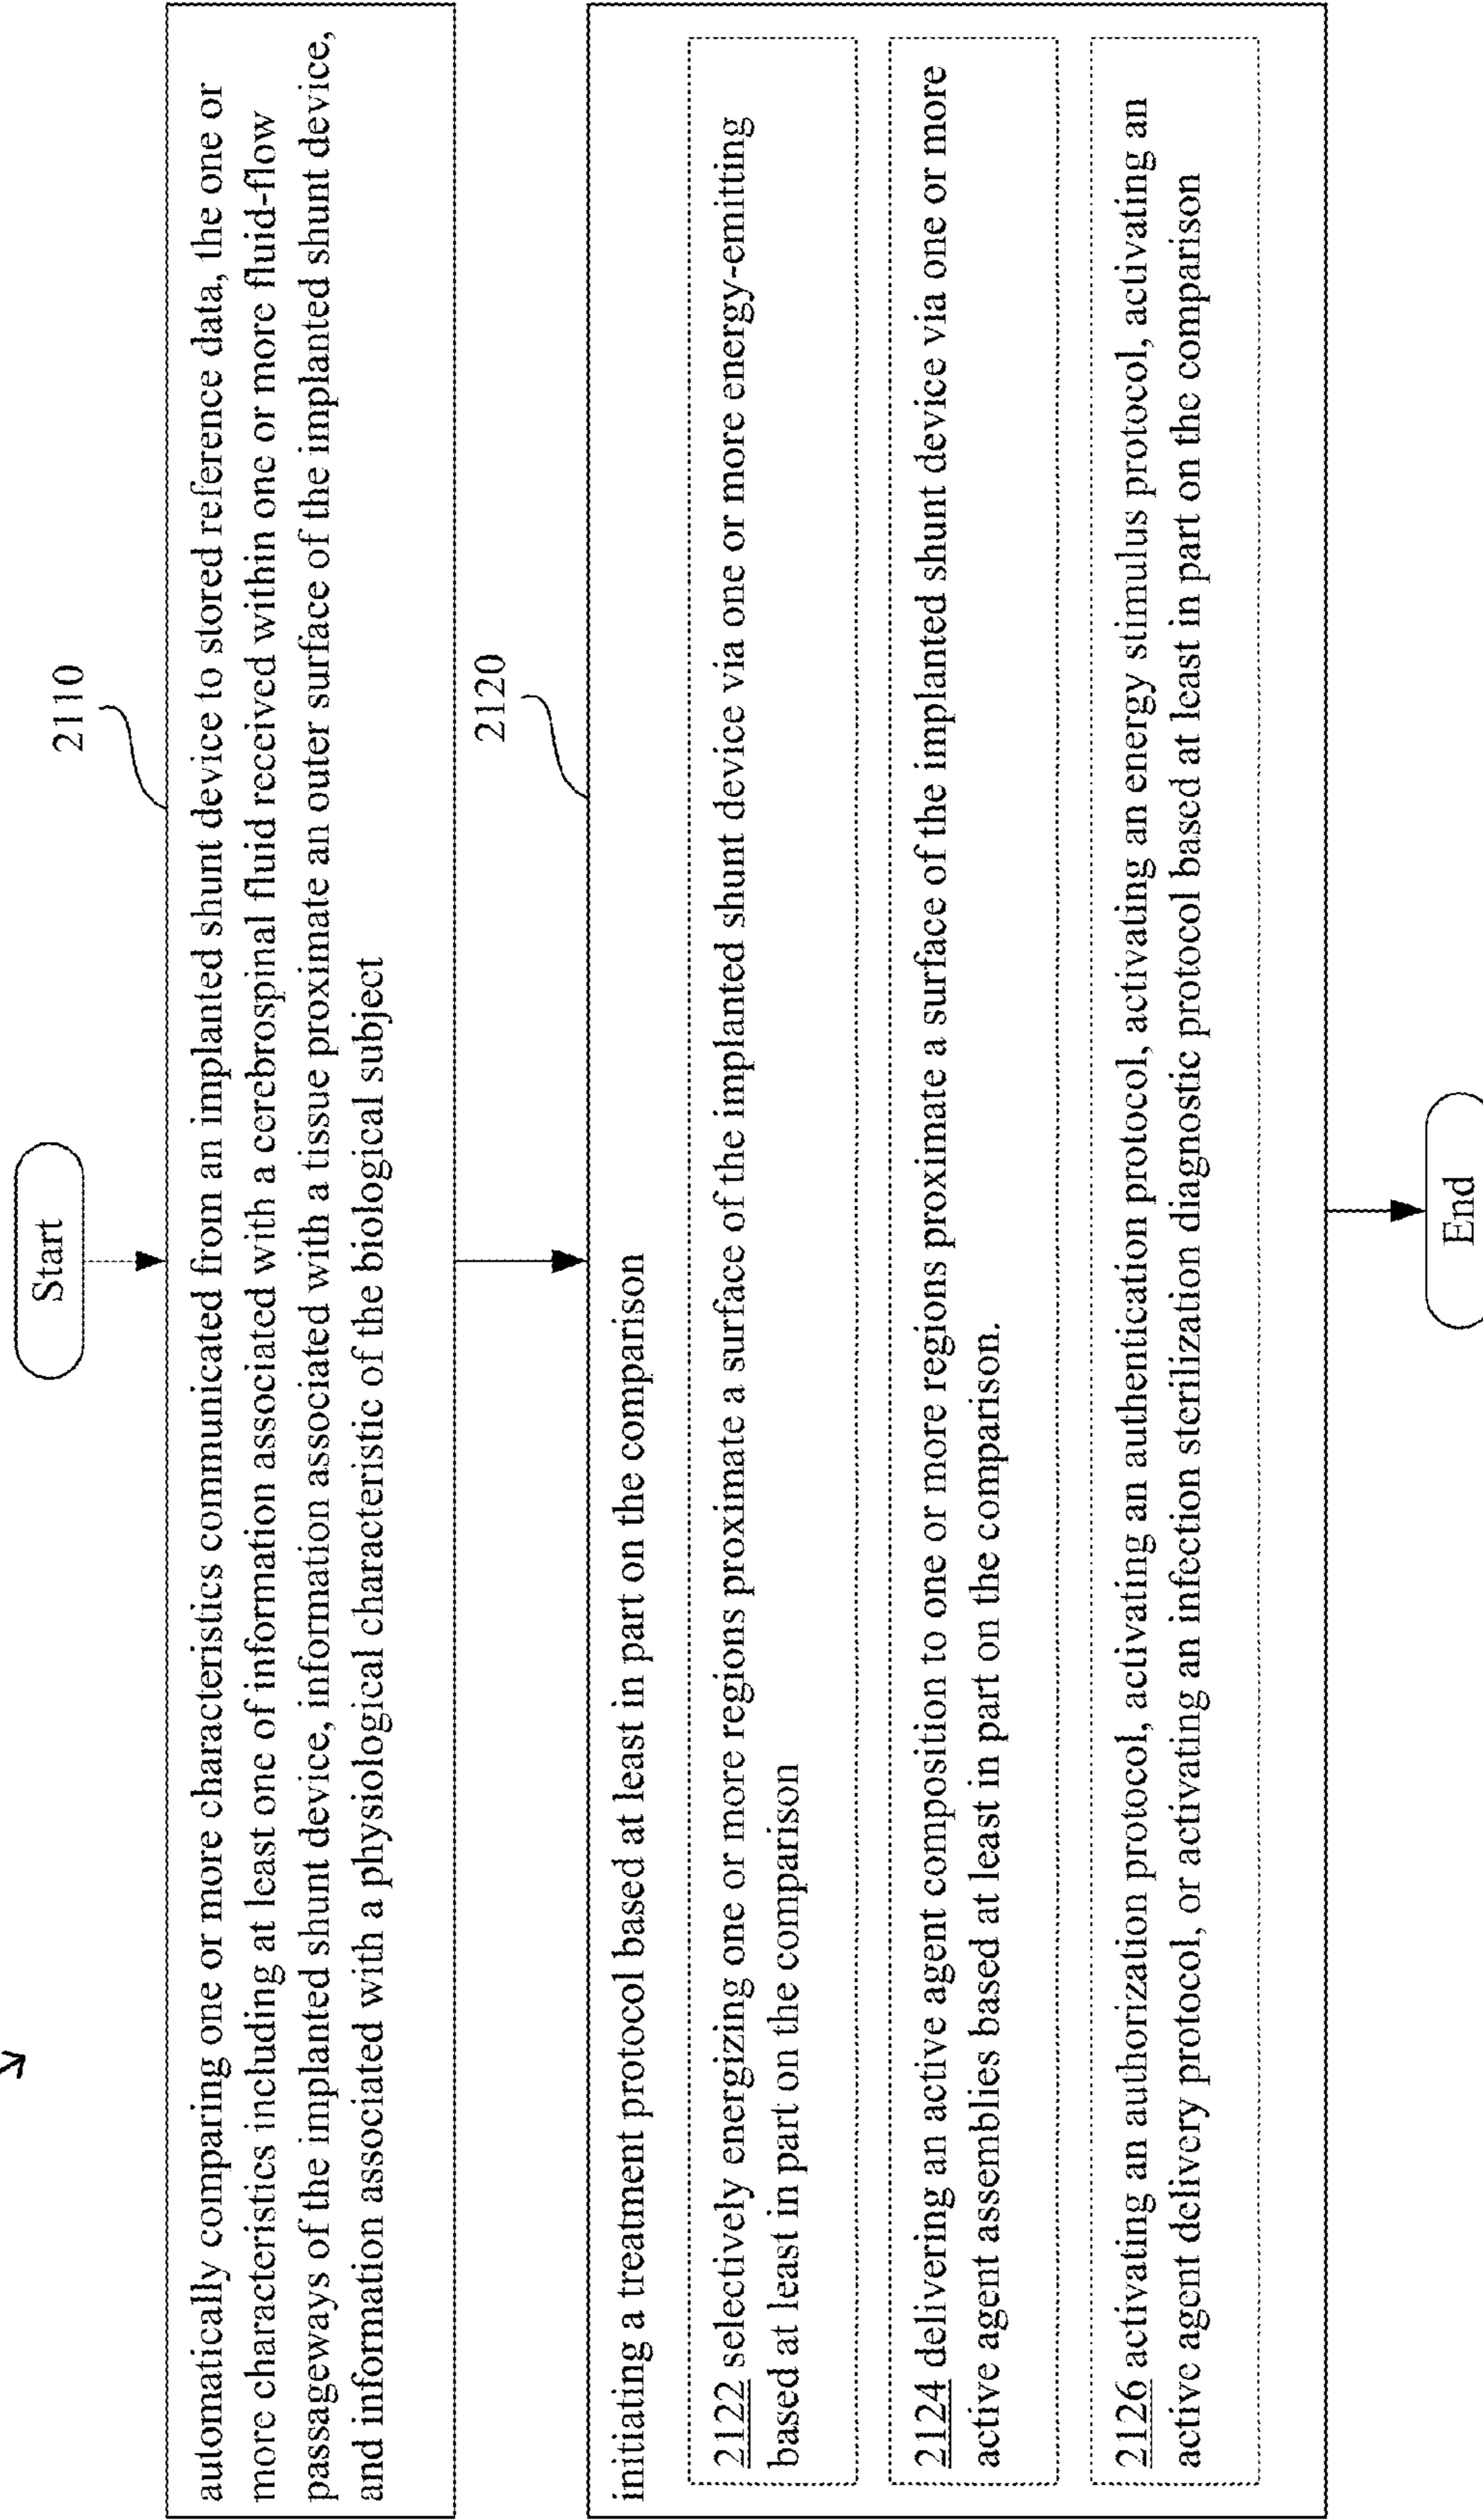 Start
2110
automatically comparing one or more characteristics communicated from an implanted shunt device to stored reference data, the one or
more characteristics including at least one of information associated with a cerebrospinal fluid received within one or more fluid-flow
passageways of the implanted shunt device, information associated with a tissue proximate an outer surface of the implanted shunt device,
and information associated with a physiological characteristic of the biological subject
2120
initiating a treatment protocol based at least in part on the comparison
2122 selectively energizing one or more regions proximate a surface of the implanted shunt device via one or more energy-emitting
based at least in part on the comparison
2124 delivering an active agent composition to one or more regions proximate a surface of the implanted shunt device via one or more
active agent assemblies based at least in part on the comparison.
2126 activating an authorization protocol, activating an authentication protocol, activating an energy stimulus protocol, activating an
active agent delivery protocol, or activating an infection sterilization diagnostic protocol based at least in part on the comparison
End